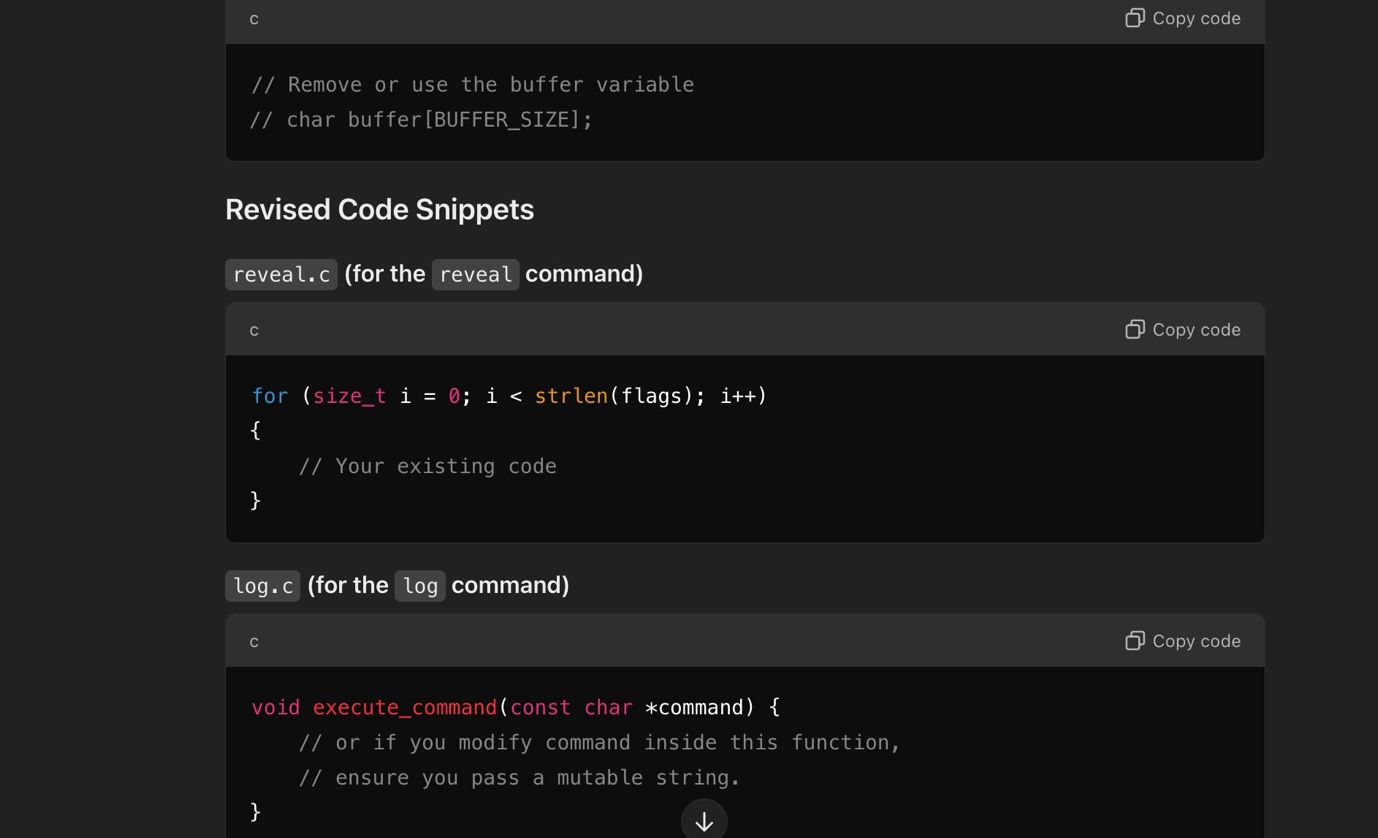 c Copy code
// Remove or use the buffer variable
// char buffer[BUFFER_SIZE];
Revised Code Snippets
reveal.c (for the reveal command)
c Copy code
for (size_t i = 0; i < strlen(flags); i++)
{
    // Your existing code
}
log.c (for the log command)
c Copy code
void execute_command(const char *command) {
    // or if you modify command inside this function,
    // ensure you pass a mutable string.
}